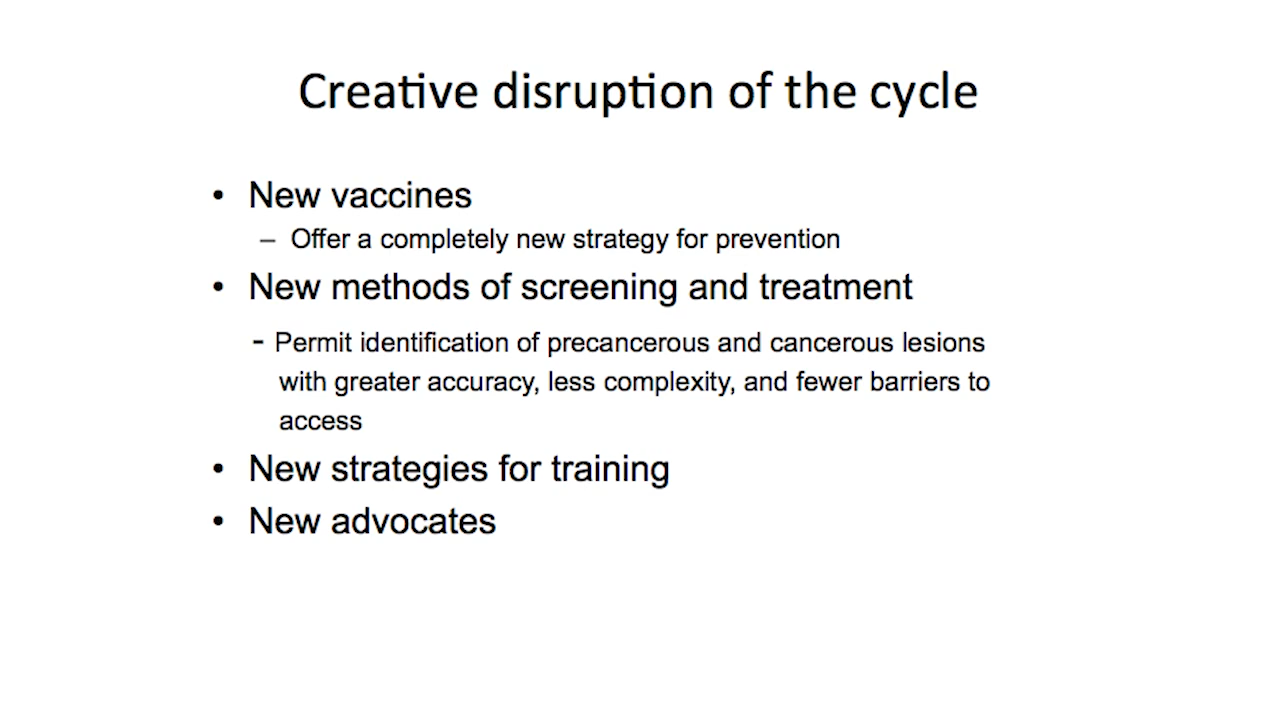 Creative disruption of the cycle
• New vaccines
– Offer a completely new strategy for prevention
• New methods of screening and treatment
- Permit identification of precancerous and cancerous lesions
with greater accuracy, less complexity, and fewer barriers to
access
• New strategies for training
• New advocates